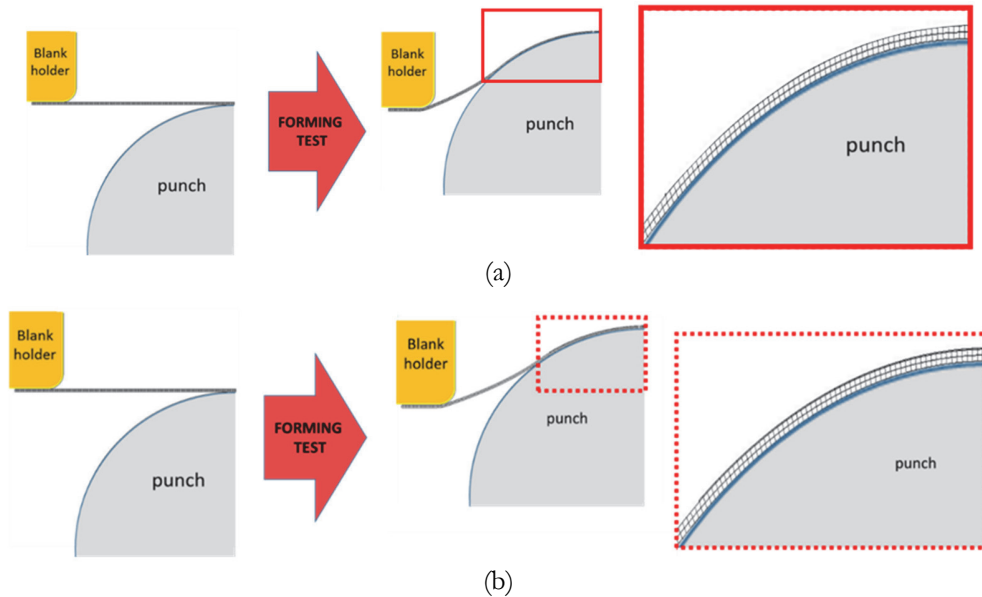 Blank
holder
punch
FORMING
TEST
Blank
holder
punch
punch
(a)
Blank
holder
punch
FORMING
TEST
Blank
holder
punch
punch
(b)